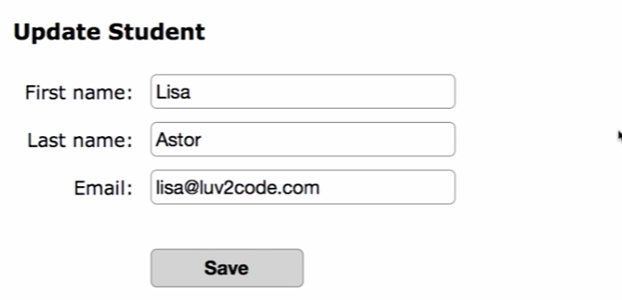 Update Student
First name: Lisa
Last name: Astor
Email: lisa@luv2code.com
Save